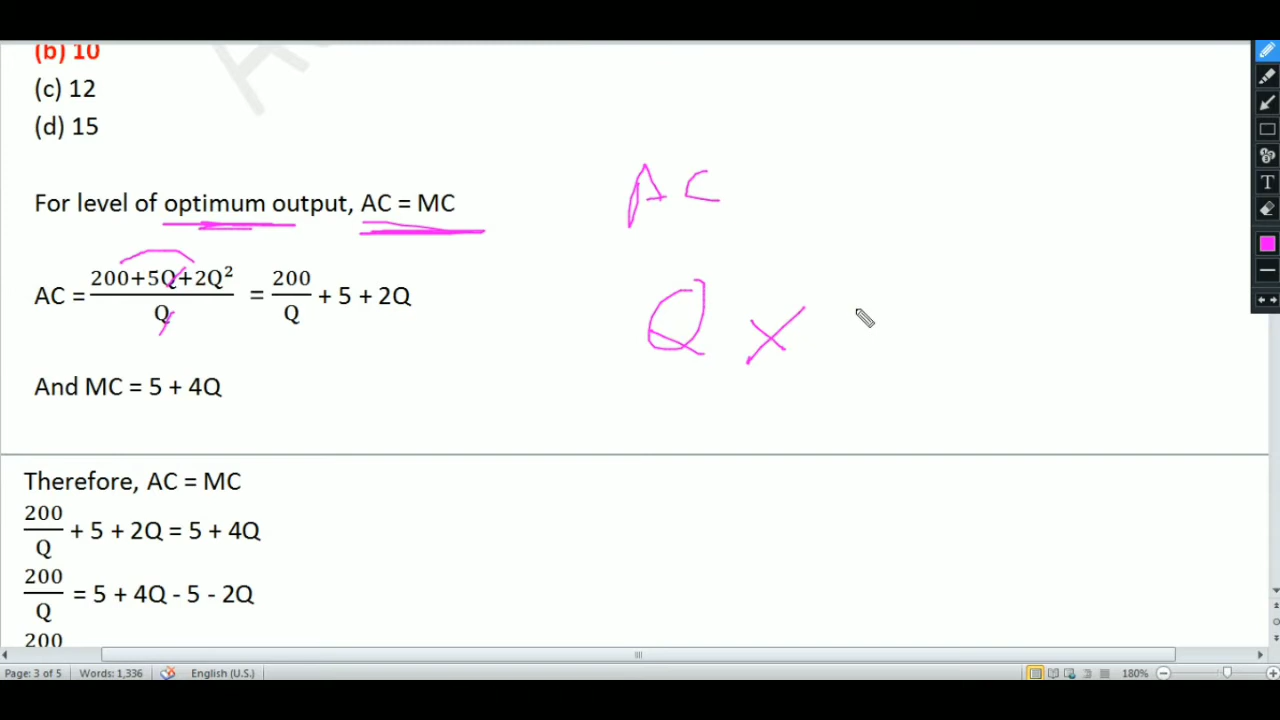 (b) 10
(c) 12
(d) 15
For level of optimum output, AC = MC
AC
AC = 200+5Q+2Q² / Q = 200 / Q + 5 + 2Q
Q X
And MC = 5 + 4Q
Therefore, AC = MC
200 / Q + 5 + 2Q = 5 + 4Q
200 / Q = 5 + 4Q - 5 - 2Q
200
Page: 3 of 5 Words: 1,336 English (U.S.) 180%